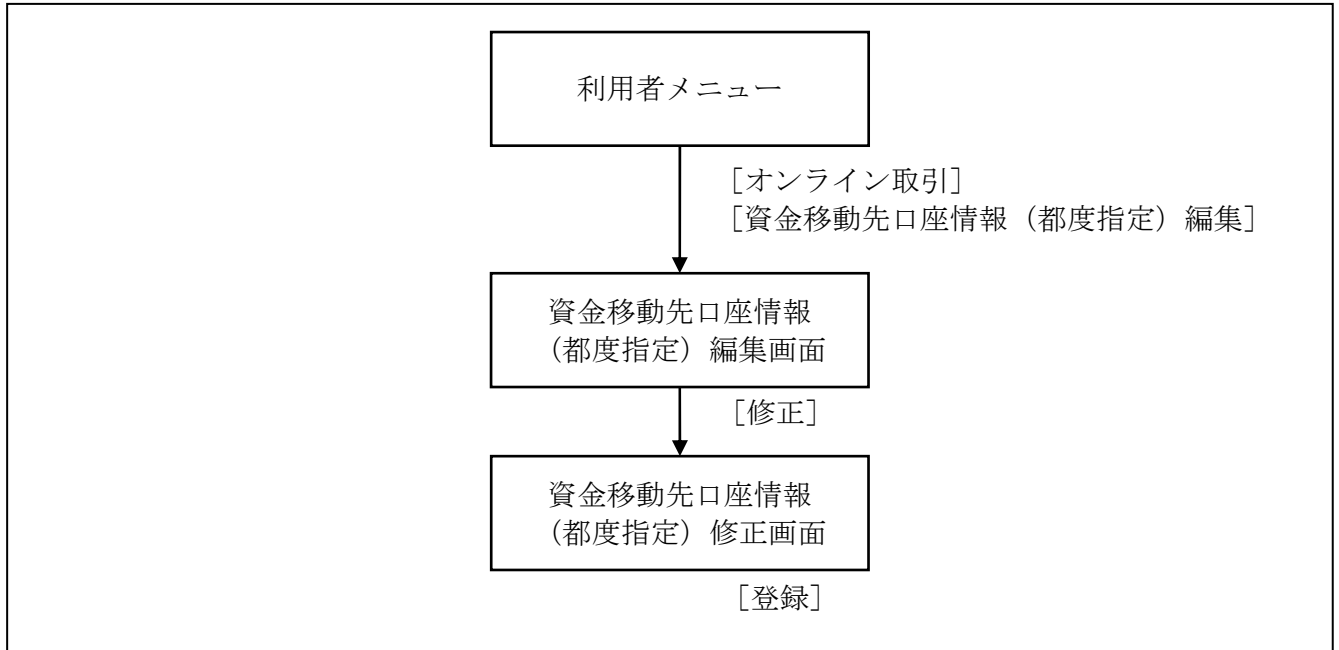 利用者メニュー
［オンライン取引］
［資金移動先口座情報（都度指定）編集］
資金移動先口座情報
（都度指定）編集画面
［修正］
資金移動先口座情報
（都度指定）修正画面
［登録］